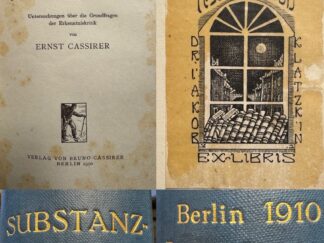 Untersuchungen über die Grundfragen
der Erkenntniskritik
von
ERNST CASSIRER
VERLAG VON BRUNO CASSIRER
BERLIN 1910
DR. JAKOB
KLATZKIN
EX-LIBRIS
SUBSTANZ-
Berlin 1910